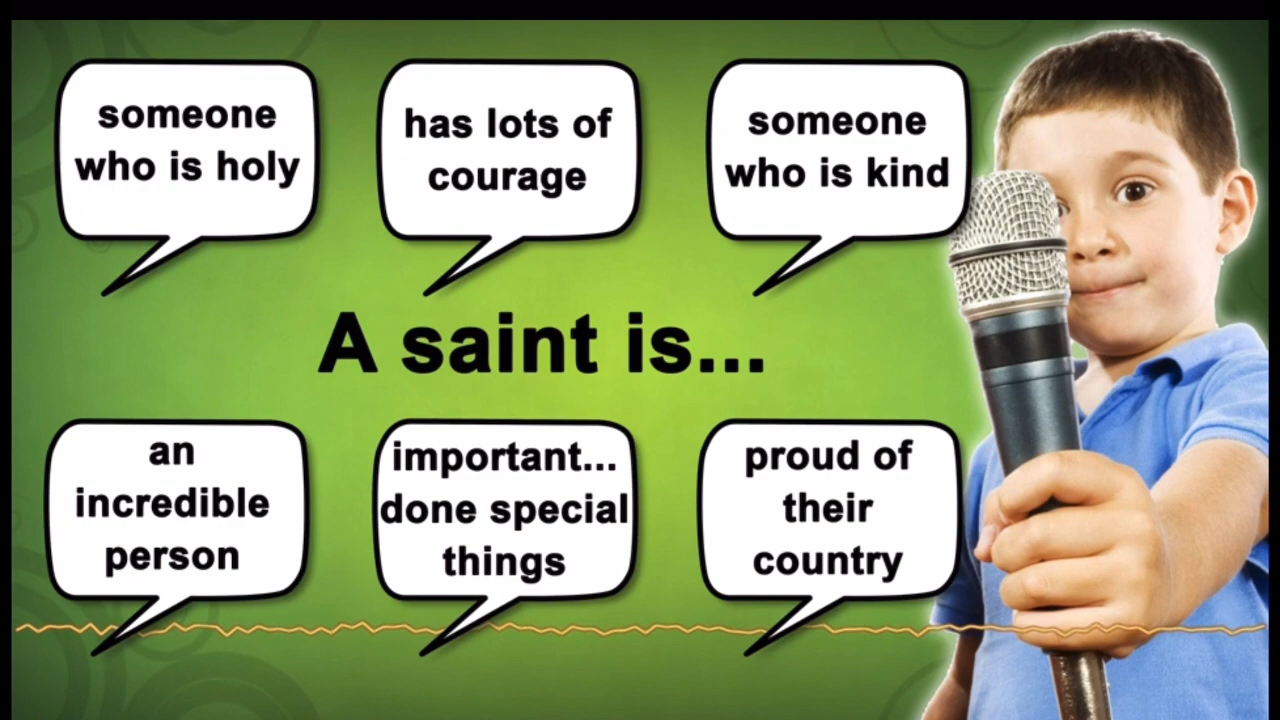 someone
who is holy
has lots of
courage
someone
who is kind
A saint is...
an
incredible
person
important...
done special
things
proud of
their
country